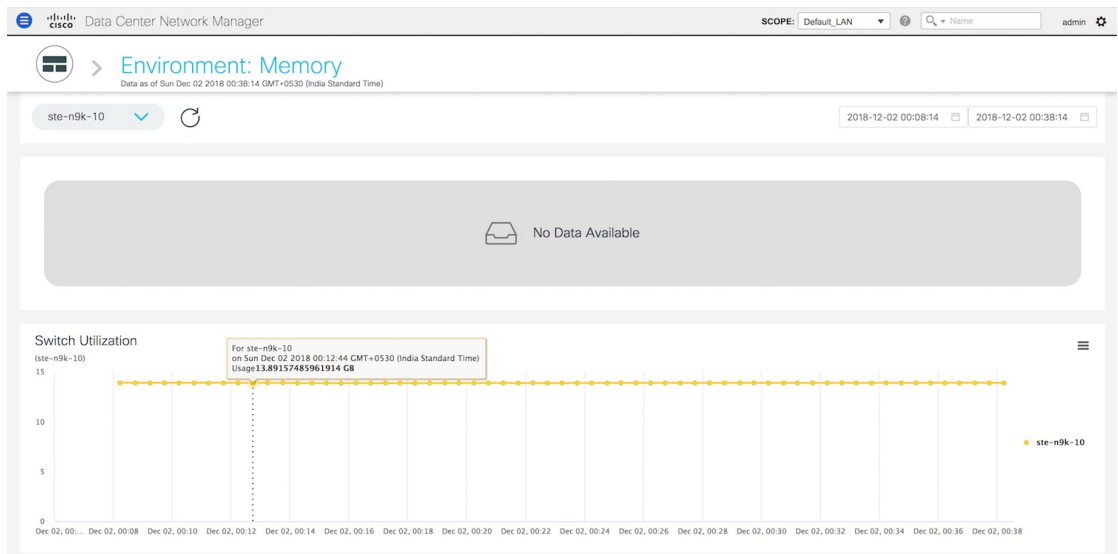 cisco Data Center Network Manager SCOPE: Default_LAN ? Name admin
Environment: Memory
Data as of Sun Dec 02 2018 00:38:14 GMT+0530 (India Standard Time)
ste-n9k-10 2018-12-02 00:08:14 2018-12-02 00:38:14
No Data Available
Switch Utilization
(ste-n9k-10)
For ste-n9k-10
on Sun Dec 02 2018 00:12:44 GMT+0530 (India Standard Time)
Usage13.89157485961914 GB
15
10
ste-n9k-10
5
0
Dec 02, 00:... Dec 02, 00:08 Dec 02, 00:10 Dec 02, 00:12 Dec 02, 00:14 Dec 02, 00:16 Dec 02, 00:18 Dec 02, 00:20 Dec 02, 00:22 Dec 02, 00:24 Dec 02, 00:26 Dec 02, 00:28 Dec 02, 00:30 Dec 02, 00:32 Dec 02, 00:34 Dec 02, 00:36 Dec 02, 00:38